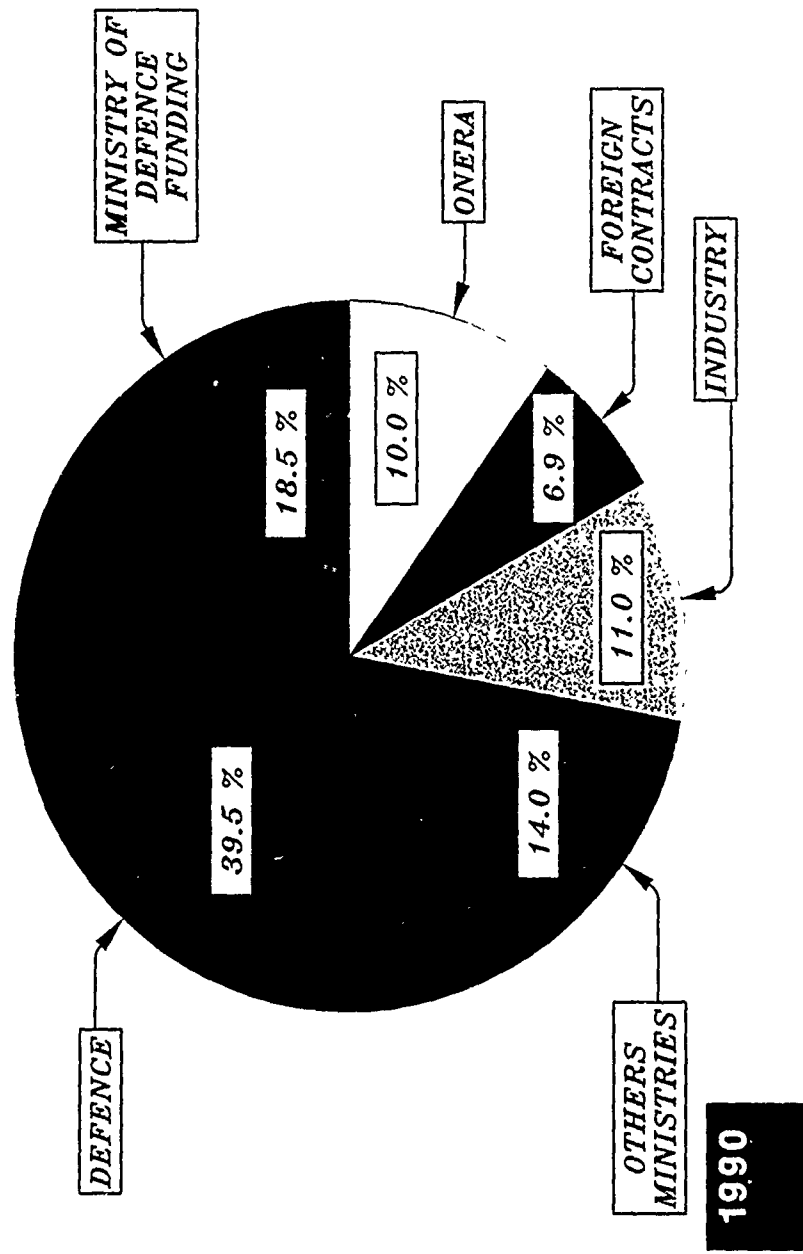 DEFENCE
MINISTRY OF
DEFENCE
FUNDING
39.5 %
18.5 %
10.0 %
ONERA
14.0 %
6.9 %
11.0 %
FOREIGN
CONTRACTS
OTHERS
MINISTRIES
INDUSTRY
1990